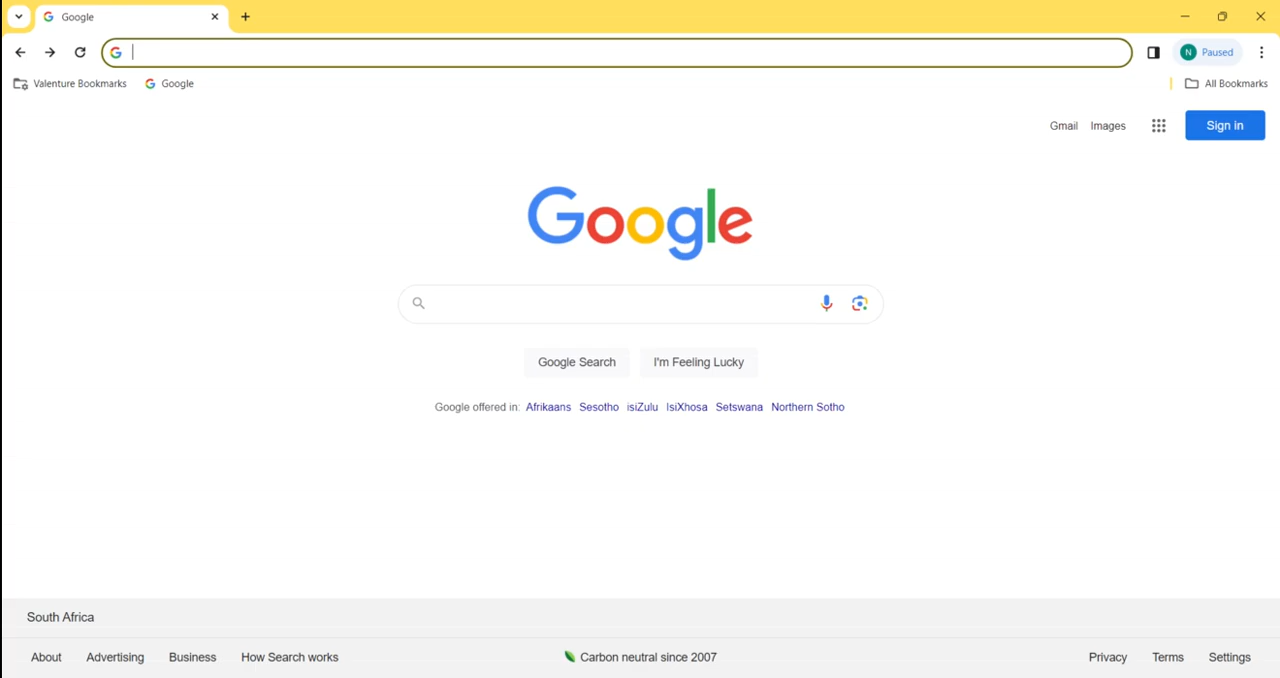 Google
N Paused
Valenture Bookmarks Google All Bookmarks
Gmail Images Sign in
Google
Google Search I'm Feeling Lucky
Google offered in: Afrikaans Sesotho isiZulu IsiXhosa Setswana Northern Sotho
South Africa
About Advertising Business How Search works Carbon neutral since 2007 Privacy Terms Settings